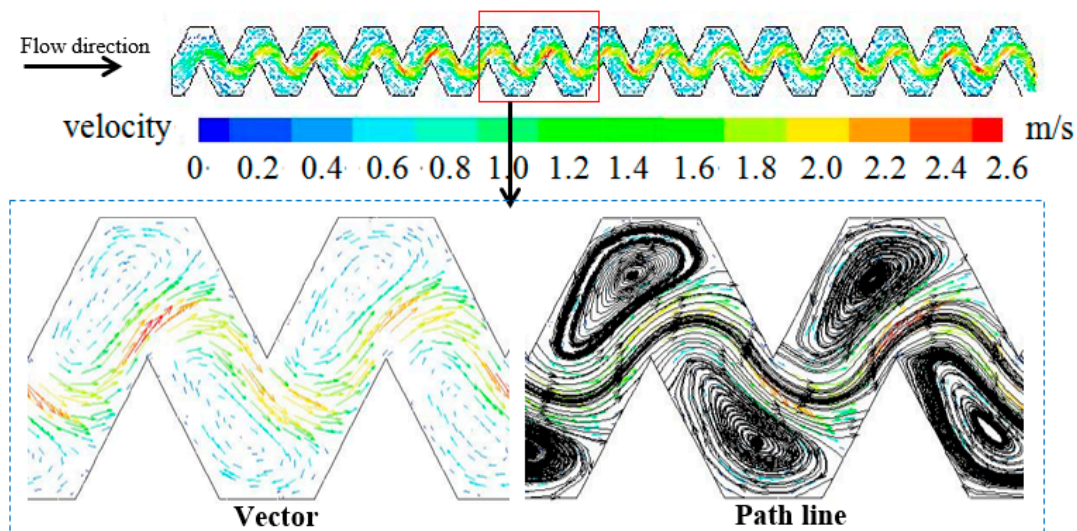 Flow direction
velocity
m/s
0 0.2 0.4 0.6 0.8 1.0 1.2 1.4 1.6 1.8 2.0 2.2 2.4 2.6
Vector
Path line